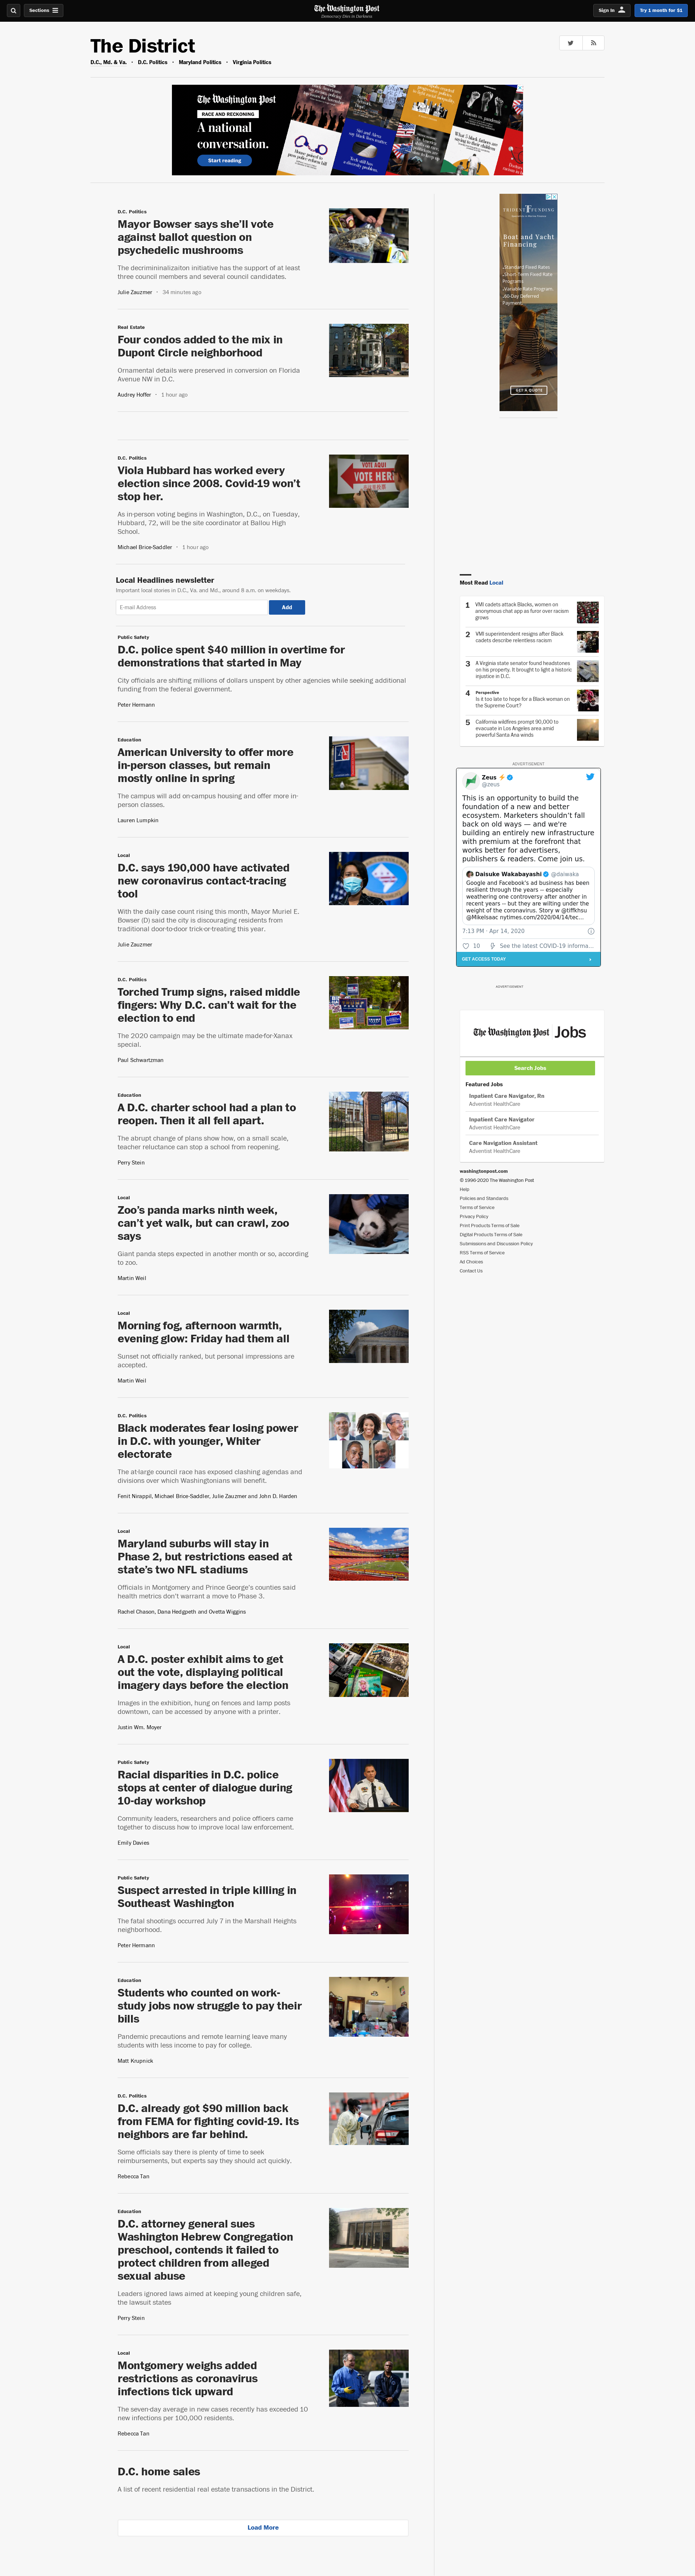 Sections
The Washington Post
Democracy Dies in Darkness
Sign In
Try 1 month for $1
The District
D.C., Md. & Va. • D.C. Politics • Maryland Politics • Virginia Politics
The Washington Post
RACE AND RECKONING
A national
conversation.
Start reading
D.C. Politics
Mayor Bowser says she'll vote
against ballot question on
psychedelic mushrooms
The decrimininalizaiton initiative has the support of at least
three council members and several council candidates.
Julie Zauzmer • 34 minutes ago
Real Estate
Four condos added to the mix in
Dupont Circle neighborhood
Ornamental details were preserved in conversion on Florida
Avenue NW in D.C.
Audrey Hoffer • 1 hour ago
D.C. Politics
Viola Hubbard has worked every
election since 2008. Covid-19 won't
stop her.
As in-person voting begins in Washington, D.C., on Tuesday,
Hubbard, 72, will be the site coordinator at Ballou High
School.
Michael Brice-Saddler • 1 hour ago
VOTE AQUI
VOTE HERE
Local Headlines newsletter
Important local stories in D.C., Va. and Md., around 8 a.m. on weekdays.
E-mail Address
Add
Public Safety
D.C. police spent $40 million in overtime for
demonstrations that started in May
City officials are shifting millions of dollars unspent by other agencies while seeking additional
funding from the federal government.
Peter Hermann
Education
American University to offer more
in-person classes, but remain
mostly online in spring
The campus will add on-campus housing and offer more in-
person classes.
Lauren Lumpkin
Local
D.C. says 190,000 have activated
new coronavirus contact-tracing
tool
With the daily case count rising this month, Mayor Muriel E.
Bowser (D) said the city is discouraging residents from
traditional door-to-door trick-or-treating this year.
Julie Zauzmer
D.C. Politics
Torched Trump signs, raised middle
fingers: Why D.C. can't wait for the
election to end
The 2020 campaign may be the ultimate made-for-Xanax
special.
Paul Schwartzman
Education
A D.C. charter school had a plan to
reopen. Then it all fell apart.
The abrupt change of plans show how, on a small scale,
teacher reluctance can stop a school from reopening.
Perry Stein
Local
Zoo's panda marks ninth week,
can't yet walk, but can crawl, zoo
says
Giant panda steps expected in another month or so, according
to zoo.
Martin Weil
Local
Morning fog, afternoon warmth,
evening glow: Friday had them all
Sunset not officially ranked, but personal impressions are
accepted.
Martin Weil
D.C. Politics
Black moderates fear losing power
in D.C. with younger, Whiter
electorate
The at-large council race has exposed clashing agendas and
divisions over which Washingtonians will benefit.
Fenit Nirappil, Michael Brice-Saddler, Julie Zauzmer and John D. Harden
Local
Maryland suburbs will stay in
Phase 2, but restrictions eased at
state's two NFL stadiums
Officials in Montgomery and Prince George's counties said
health metrics don't warrant a move to Phase 3.
Rachel Chason, Dana Hedgpeth and Ovetta Wiggins
Local
A D.C. poster exhibit aims to get
out the vote, displaying political
imagery days before the election
Images in the exhibition, hung on fences and lamp posts
downtown, can be accessed by anyone with a printer.
Justin Wm. Moyer
Public Safety
Racial disparities in D.C. police
stops at center of dialogue during
10-day workshop
Community leaders, researchers and police officers came
together to discuss how to improve local law enforcement.
Emily Davies
Public Safety
Suspect arrested in triple killing in
Southeast Washington
The fatal shootings occurred July 7 in the Marshall Heights
neighborhood.
Peter Hermann
Education
Students who counted on work-
study jobs now struggle to pay their
bills
Pandemic precautions and remote learning leave many
students with less income to pay for college.
Matt Krupnick
D.C. Politics
D.C. already got $90 million back
from FEMA for fighting covid-19. Its
neighbors are far behind.
Some officials say there is plenty of time to seek
reimbursements, but experts say they should act quickly.
Rebecca Tan
Education
D.C. attorney general sues
Washington Hebrew Congregation
preschool, contends it failed to
protect children from alleged
sexual abuse
Leaders ignored laws aimed at keeping young children safe,
the lawsuit states
Perry Stein
Local
Montgomery weighs added
restrictions as coronavirus
infections tick upward
The seven-day average in new cases recently has exceeded 10
new infections per 100,000 residents.
Rebecca Tan
D.C. home sales
A list of recent residential real estate transactions in the District.
Load More
TRIDENT FUNDING
Boat and Yacht
Financing
Standard Fixed Rates
Short-Term Fixed Rate
Programs
Variable Rate Program
60-Day Deferred
Payment
GET A QUOTE
Most Read Local
1 VMI cadets attack Blacks, women on
anonymous chat app as furor over racism
grows
2 VMI superintendent resigns after Black
cadets describe relentless racism
3 A Virginia state senator found headstones
on his property. It brought to light a historic
injustice in D.C.
4 Perspective
Is it too late to hope for a Black woman on
the Supreme Court?
5 California wildfires prompt 90,000 to
evacuate in Los Angeles area amid
powerful Santa Ana winds
ADVERTISEMENT
Zeus
@zeus
This is an opportunity to build the
foundation of a new and better
ecosystem. Marketers shouldn't fall
back on old ways — and we're
building an entirely new infrastructure
with premium at the forefront that
works better for advertisers,
publishers & readers. Come join us.
Daisuke Wakabayashi @daiwaka
Google and Facebook's ad business has been
resilient through the years -- especially
weathering one controversy after another in
recent years -- but they are wilting under the
weight of the coronavirus. Story w @tiffkhsu
@MikeIsaac nytimes.com/2020/04/14/tec...
7:13 PM · Apr 14, 2020
10 See the latest COVID-19 informa...
GET ACCESS TODAY
ADVERTISEMENT
The Washington Post Jobs
Search Jobs
Featured Jobs
Inpatient Care Navigator, Rn
Adventist HealthCare
Inpatient Care Navigator
Adventist HealthCare
Care Navigation Assistant
Adventist HealthCare
washingtonpost.com
© 1996-2020 The Washington Post
Help
Policies and Standards
Terms of Service
Privacy Policy
Print Products Terms of Sale
Digital Products Terms of Sale
Submissions and Discussion Policy
RSS Terms of Service
Ad Choices
Contact Us